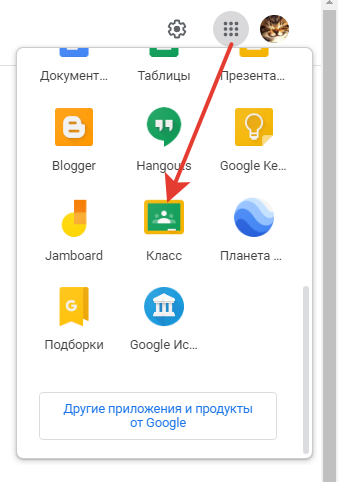 Документ... Таблицы Презента...
Blogger Hangouts Google Ke...
Jamboard Класс Планета ...
G
Подборки Google Ис...
Другие приложения и продукты
от Google